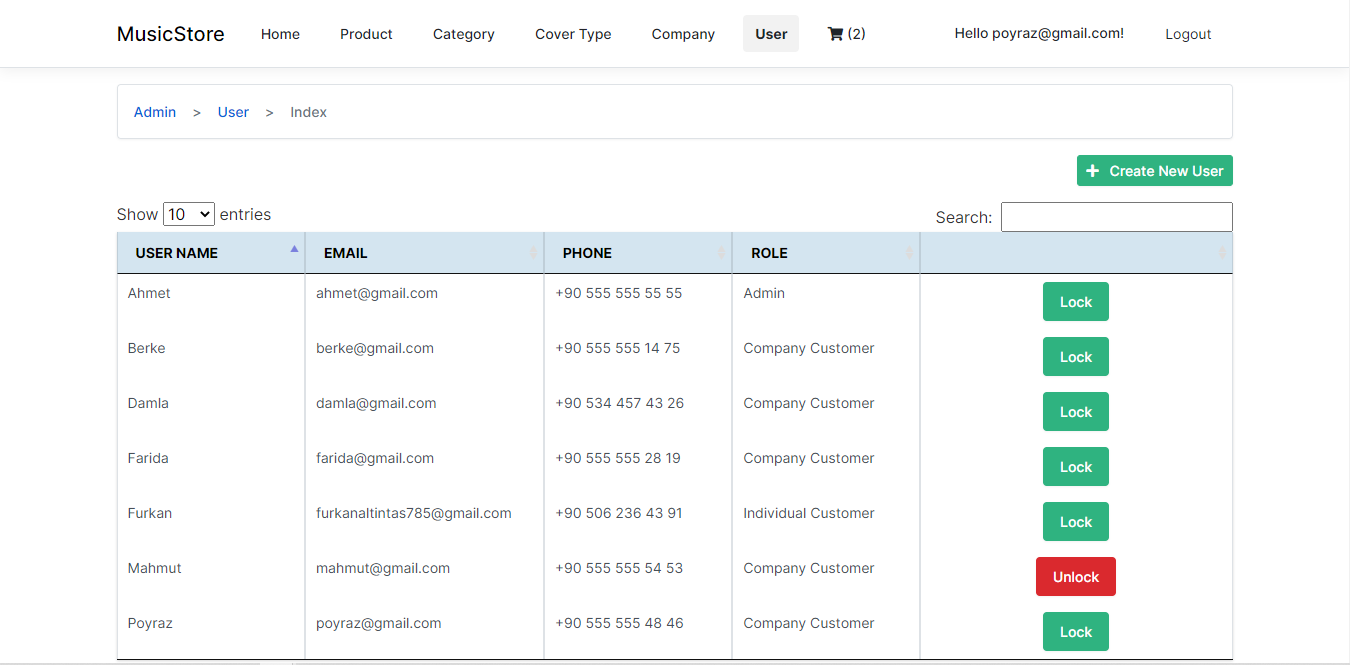 MusicStore Home Product Category Cover Type Company User (2) Hello poyraz@gmail.com! Logout
Admin > User > Index
+ Create New User
Show 10 entries Search:
USER NAME EMAIL PHONE ROLE
Ahmet ahmet@gmail.com +90 555 555 55 55 Admin Lock
Berke berke@gmail.com +90 555 555 14 75 Company Customer Lock
Damla damla@gmail.com +90 534 457 43 26 Company Customer Lock
Farida farida@gmail.com +90 555 555 28 19 Company Customer Lock
Furkan furkanaltintas785@gmail.com +90 506 236 43 91 Individual Customer Lock
Mahmut mahmut@gmail.com +90 555 555 54 53 Company Customer Unlock
Poyraz poyraz@gmail.com +90 555 555 48 46 Company Customer Lock